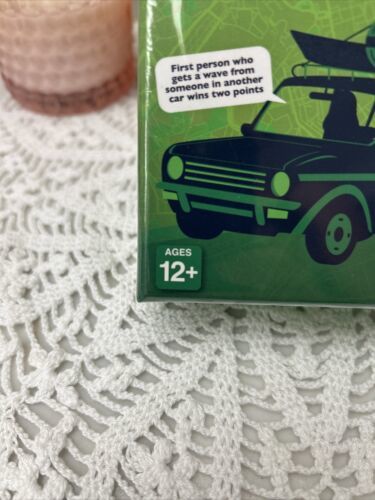 First person who
gets a wave from
someone in another
car wins two points
AGES
12+